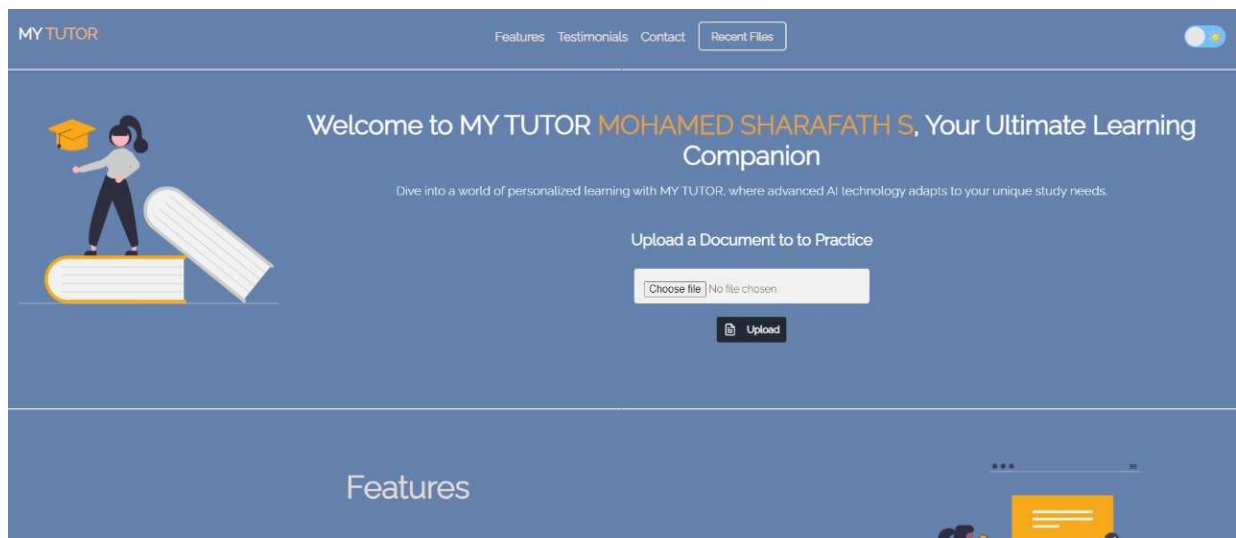 MY TUTOR
Features Testimonials Contact Recent Files
Welcome to MY TUTOR MOHAMED SHARAFATH S, Your Ultimate Learning
Companion
Dive into a world of personalized learning with MY TUTOR, where advanced AI technology adapts to your unique study needs.
Upload a Document to to Practice
Choose file No file chosen
Upload
Features